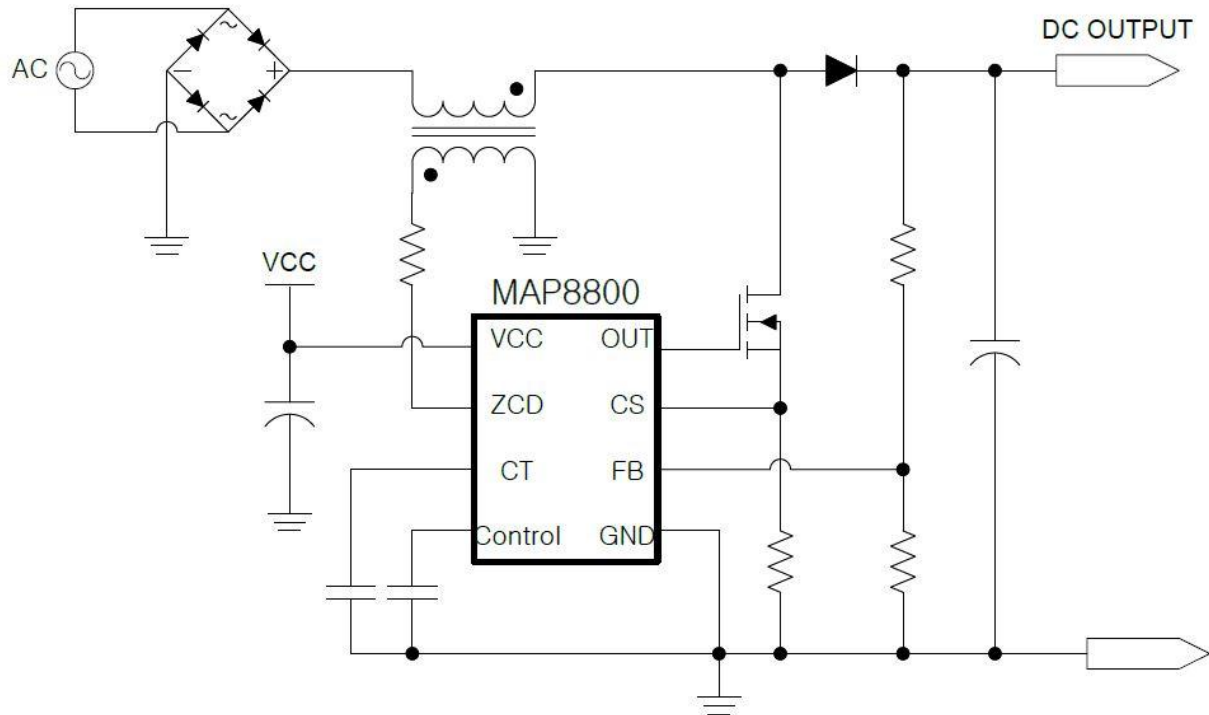 DC OUTPUT
AC
VCC
MAP8800
VCC OUT
ZCD CS
CT FB
Control GND